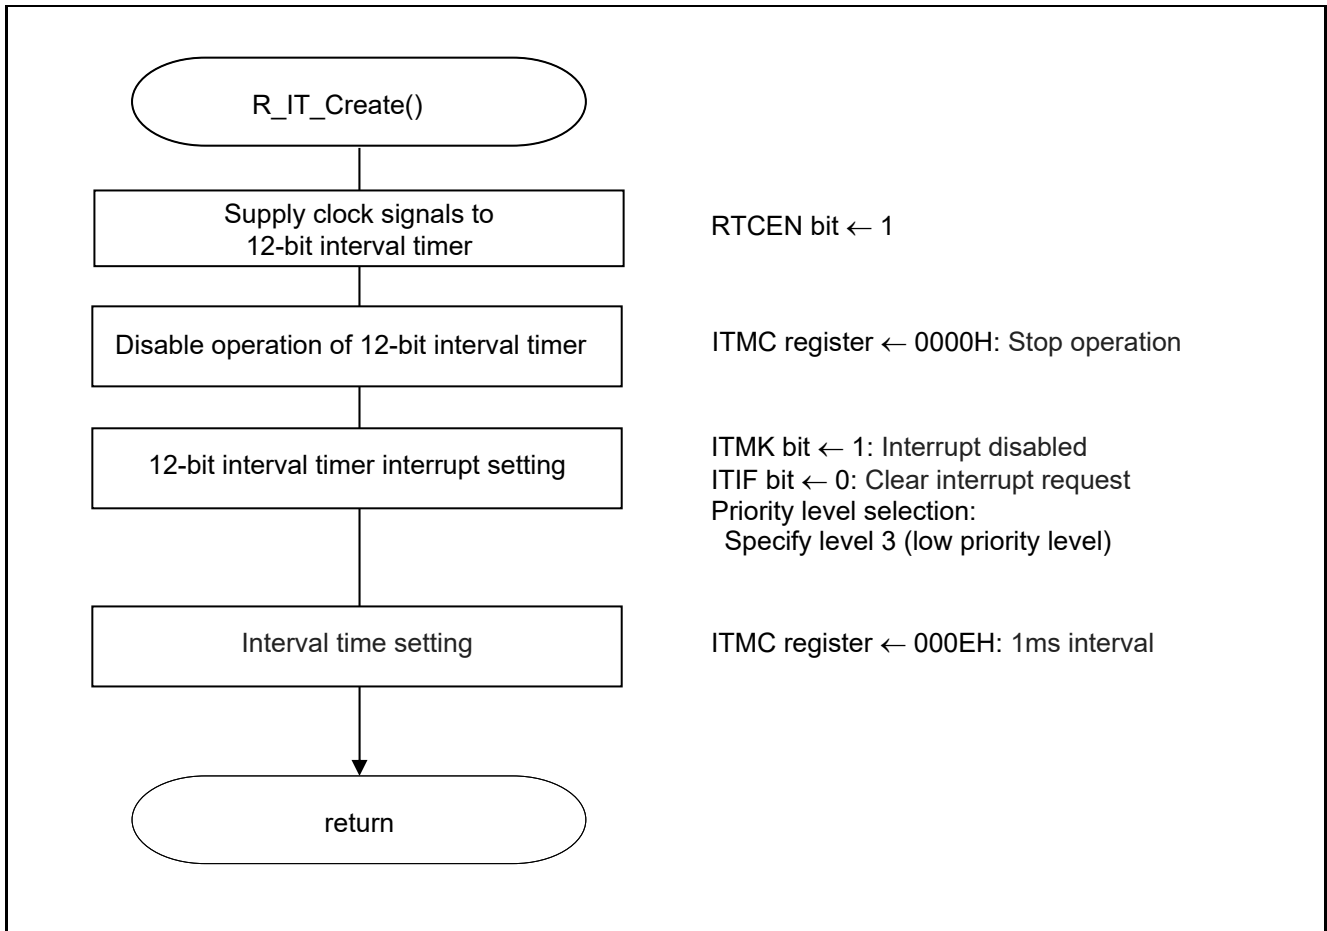 R_IT_Create()
Supply clock signals to
12-bit interval timer
RTCEN bit ← 1
Disable operation of 12-bit interval timer
ITMC register ← 0000H: Stop operation
12-bit interval timer interrupt setting
ITMK bit ← 1: Interrupt disabled
ITIF bit ← 0: Clear interrupt request
Priority level selection:
Specify level 3 (low priority level)
Interval time setting
ITMC register ← 000EH: 1ms interval
return